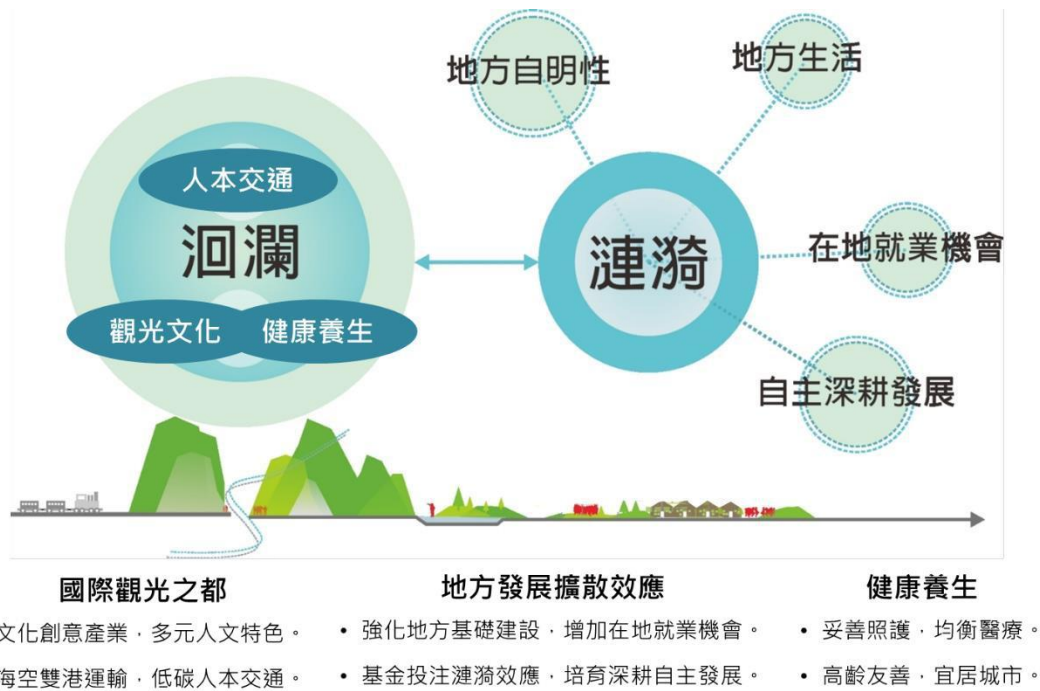 地方自明性
地方生活
人本交通
洄瀾
漣漪
在地就業機會
觀光文化
健康養生
自主深耕發展
國際觀光之都
文化創意產業，多元人文特色。
海空雙港運輸，低碳人本交通。
地方發展擴散效應
• 強化地方基礎建設，增加在地就業機會。
• 基金投注漣漪效應，培育深耕自主發展。
健康養生
• 妥善照護，均衡醫療。
• 高齡友善，宜居城市。